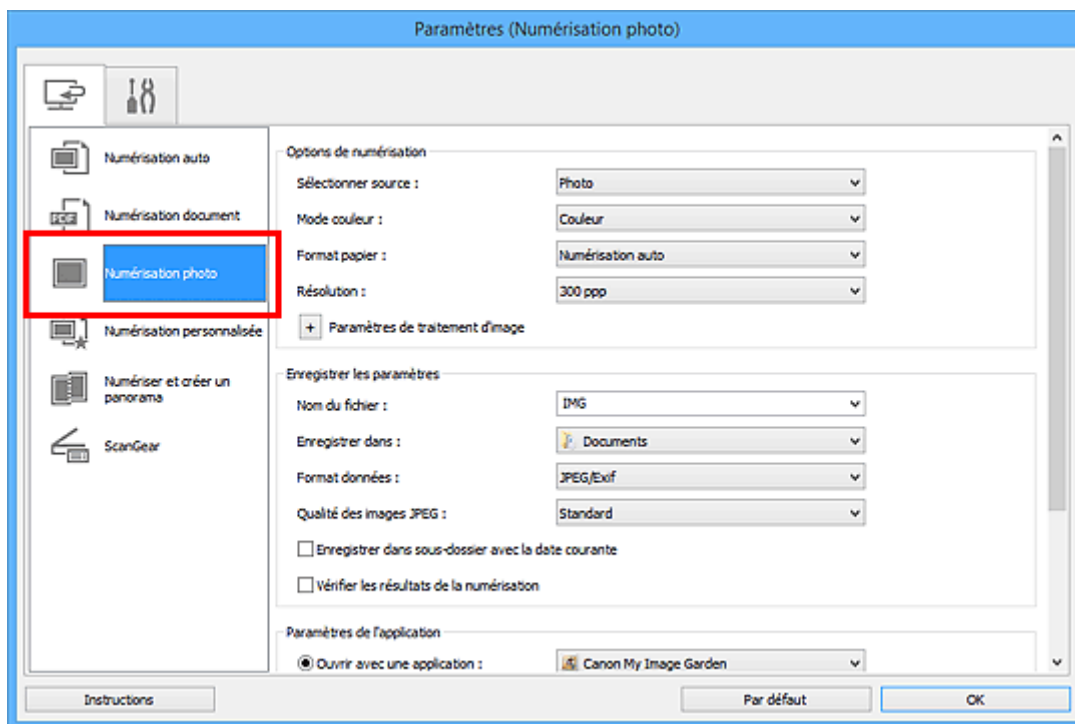 Paramètres (Numérisation photo)
Numérisation auto
PDF
Numérisation document
Numérisation photo
Numérisation personnalisée
Numériser et créer un
panorama
ScanGear
Options de numérisation
Sélectionner source : Photo
Mode couleur : Couleur
Format papier : Numérisation auto
Résolution : 300 ppp
+ Paramètres de traitement d'image
Enregistrer les paramètres
Nom du fichier : IMG
Enregistrer dans : Documents
Format données : JPEG/Exif
Qualité des images JPEG : Standard
Enregistrer dans sous-dossier avec la date courante
Vérifier les résultats de la numérisation
Paramètres de l'application
Ouvrir avec une application : Canon My Image Garden
Instructions
Par défaut
OK